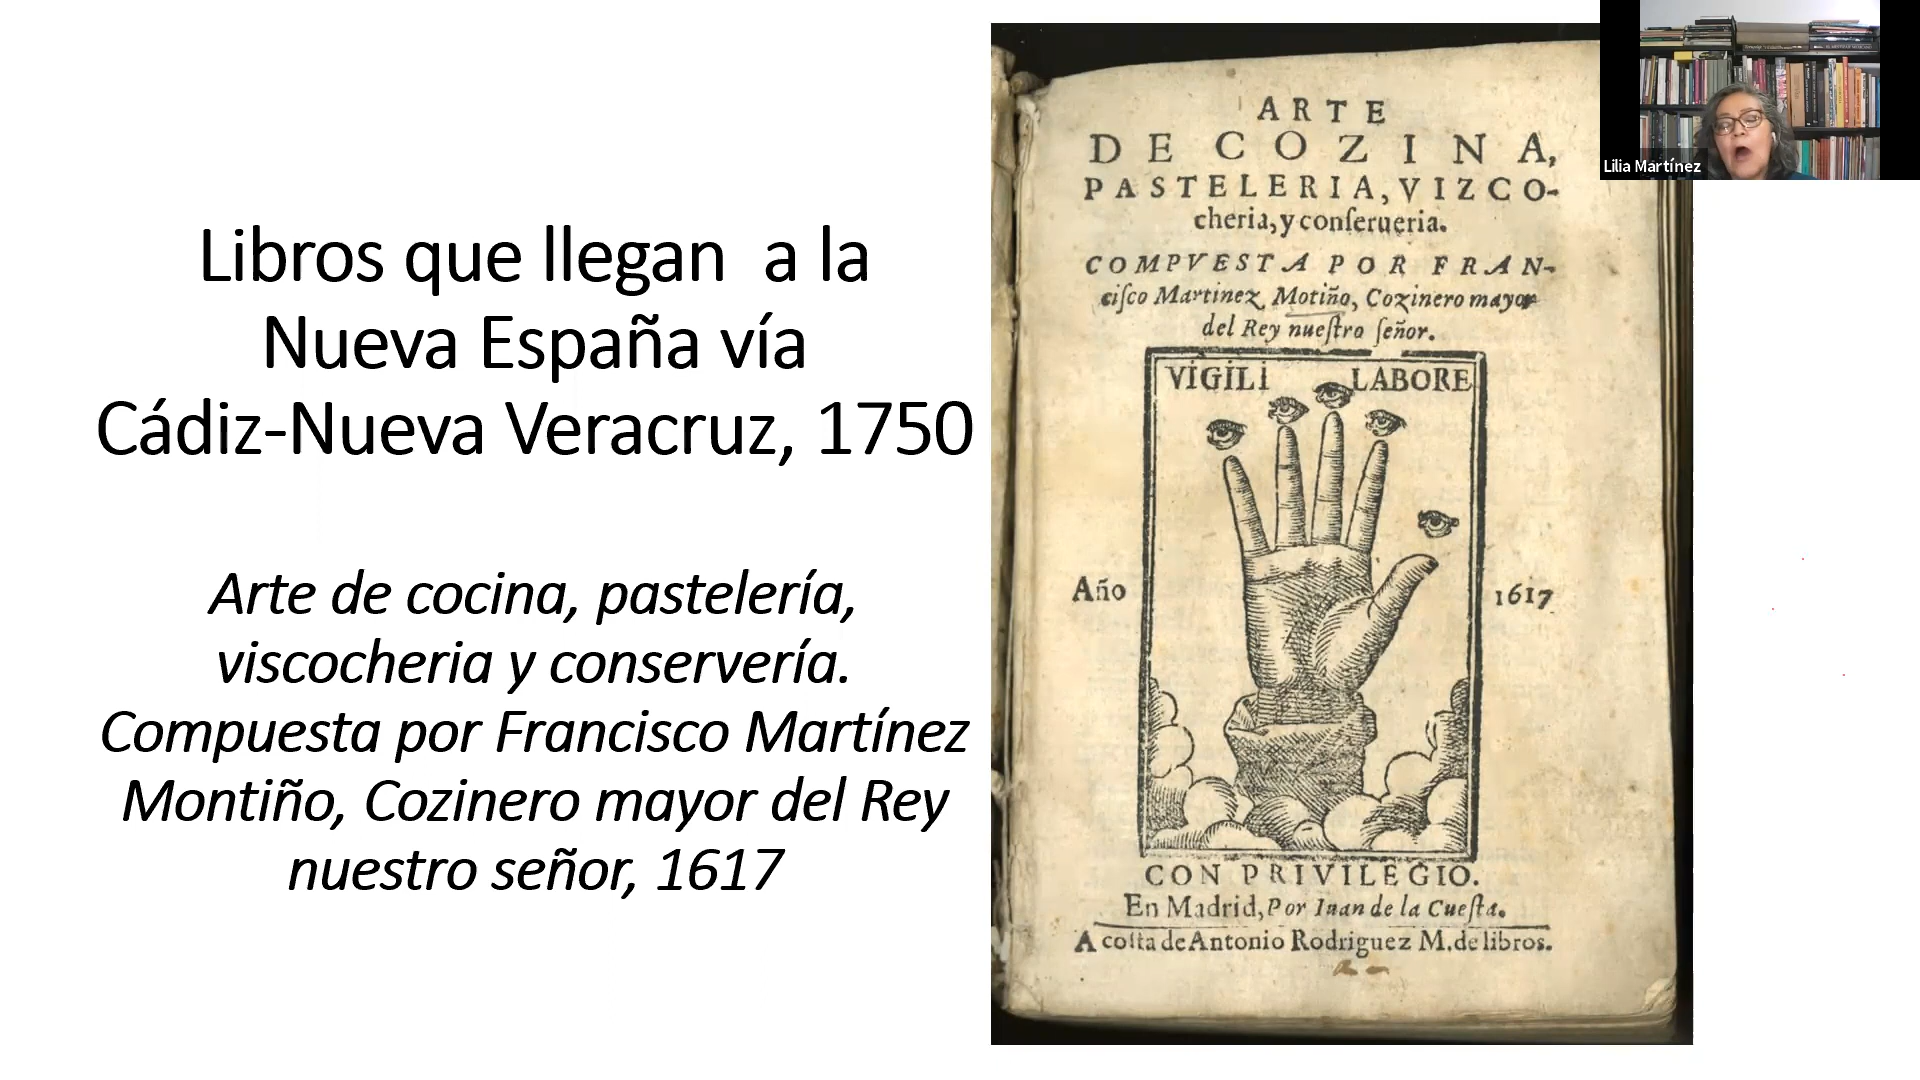 Libros que llegan  a la
Nueva España vía
Cádiz-Nueva Veracruz, 1750
Arte de cocina, pastelería,
viscocheria y conservería.
Compuesta por Francisco Martínez
Montiño, Cozinero mayor del Rey
nuestro señor, 1617
ARTE
DE COZINA,
PASTELERIA, VIZCO-
cheria, y conſerueria.
COMPVESTA POR FRAN-
ciſco Martinez Motiño, Cozinero mayor
del Rey nueſtro ſeñor.
VIGILI LABORE
Año 1617
CON PRIVILEGIO.
En Madrid, Por Iuan de la Cueſta.
A coſta de Antonio Rodriguez M. de libros.
Lilia Martínez